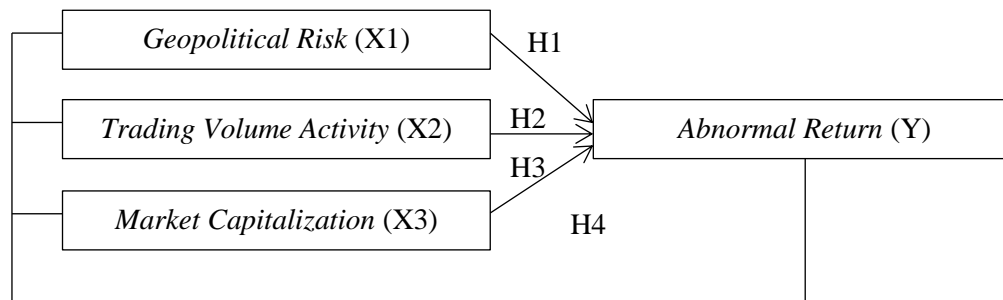 Geopolitical Risk (X1)
H1
Trading Volume Activity (X2)
H2
Abnormal Return (Y)
H3
Market Capitalization (X3)
H4